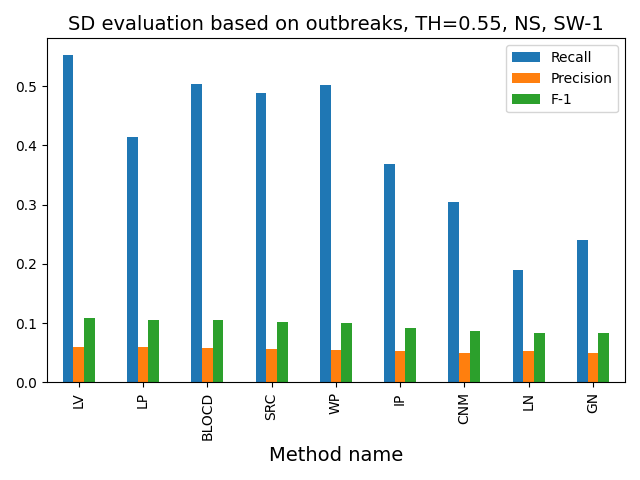 SD evaluation based on outbreaks, TH=0.55, NS, SW-1
Recall
Precision
F-1
0.5
0.4
0.3
0.2
0.1
0.0
LV
LP
BLOCD
SRC
WP
IP
CNM
LN
GN
Method name